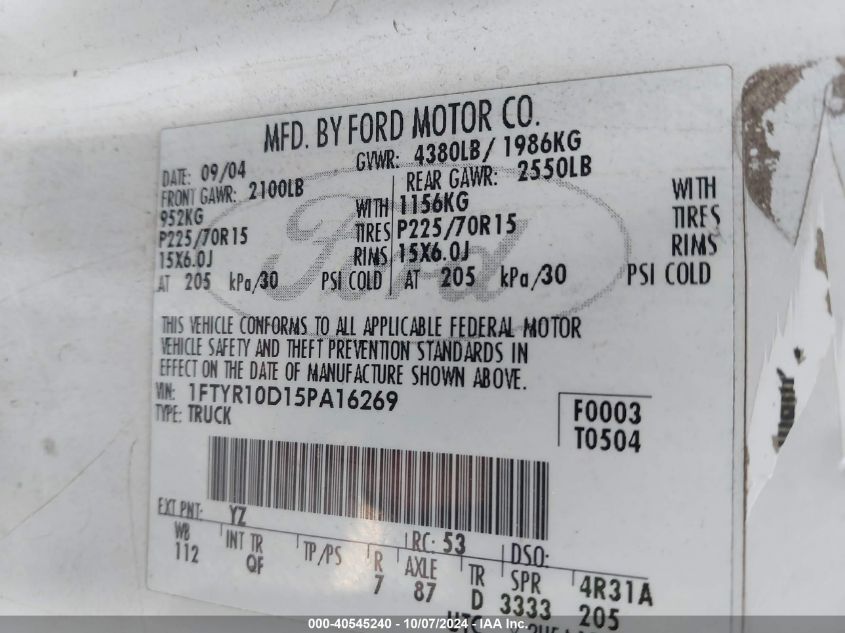 MFD. BY FORD MOTOR CO.
DATE: 09/04 GVWR: 4380LB/ 1986KG
FRONT GAWR: 2100LB REAR GAWR: 2550LB
952KG WITH 1156KG WITH
P225/70R15 TIRES P225/70R15 TIRES
15X6.0J RIMS 15X6.0J RIMS
AT 205 kPa/30 PSI COLD AT 205 kPa/30 PSI COLD
Ford
THIS VEHICLE CONFORMS TO ALL APPLICABLE FEDERAL MOTOR
VEHICLE SAFETY AND THEFT PREVENTION STANDARDS IN
EFFECT ON THE DATE OF MANUFACTURE SHOWN ABOVE.
VIN: 1FTYR10D15PA16269
TYPE: TRUCK
F0003
T0504
EXT PNT: YZ RC: 53 DSO:
WB INT TR TP/PS R AXLE TR SPR 4R31A
112 QF 7 87 D 3333 205
UTC
000-40545240 - 10/07/2024 - IAA Inc.